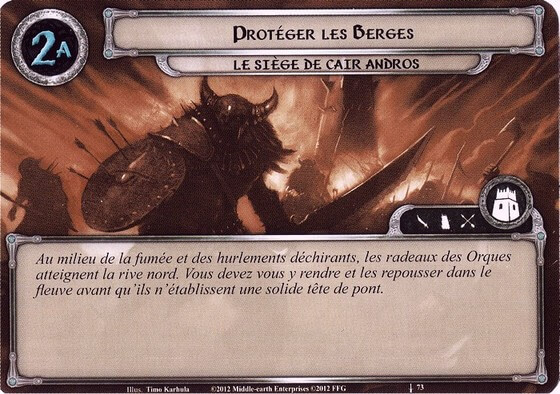 2A
Protéger les Berges
Le Siège de Cair Andros
Au milieu de la fumée et des hurlements déchirants, les radeaux des Orques
atteignent la rive nord. Vous devez vous y rendre et les repousser dans le
fleuve avant qu'ils n'établissent une solide tête de pont.
Illus. Timo Karhula ©2012 Middle-earth Enterprises ©2012 FFG 73